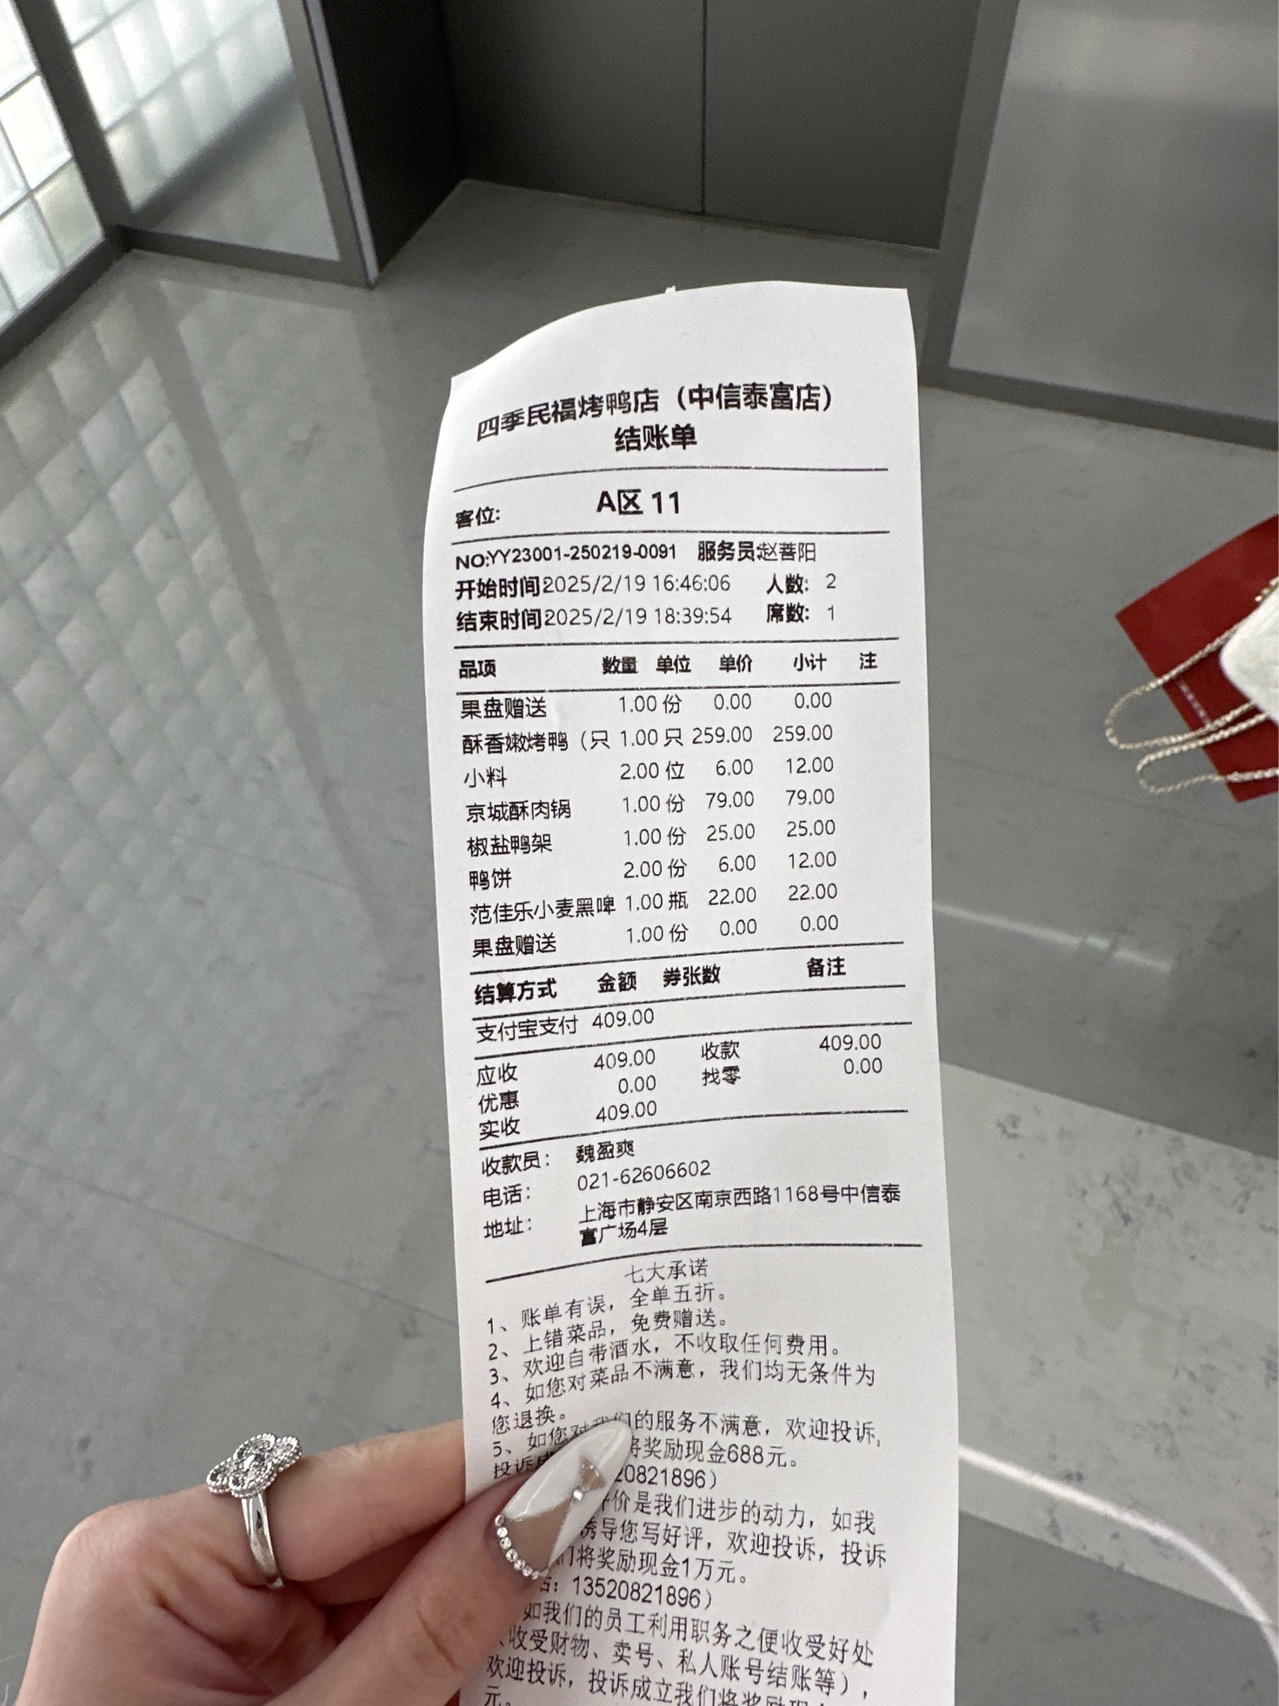 四季民福烤鸭店（中信泰富店）
结账单
客位: A区 11
NO:YY23001-250219-0091 服务员:赵善阳
开始时间2025/2/19 16:46:06 人数: 2
结束时间2025/2/19 18:39:54 席数: 1
品项 数量 单位 单价 小计 注
果盘赠送 1.00 份 0.00 0.00
酥香嫩烤鸭（只 1.00 只 259.00 259.00
小料 2.00 位 6.00 12.00
京城酥肉锅 1.00 份 79.00 79.00
椒盐鸭架 1.00 份 25.00 25.00
鸭饼 2.00 份 6.00 12.00
范佳乐小麦黑啤 1.00 瓶 22.00 22.00
果盘赠送 1.00 份 0.00 0.00
结算方式 金额 券张数 备注
支付宝支付 409.00
应收 409.00 收款 409.00
优惠 0.00 找零 0.00
实收 409.00
收款员: 魏盈爽
电话: 021-62606602
地址: 上海市静安区南京西路1168号中信泰
富广场4层
七大承诺
1、账单有误，全单五折。
2、上错菜品，免费赠送。
3、欢迎自带酒水，不收取任何费用。
4、如您对菜品不满意，我们均无条件为
您退换。
5、如您对我们的服务不满意，欢迎投诉,
投诉 将奖励现金688元。
20821896）
评价是我们进步的动力，如我
诱导您写好评，欢迎投诉，投诉
们将奖励现金1万元。
: 13520821896）
如我们的员工利用职务之便收受好处
收受财物、卖号、私人账号结账等），
欢迎投诉，投诉成立我们将奖励现
元。